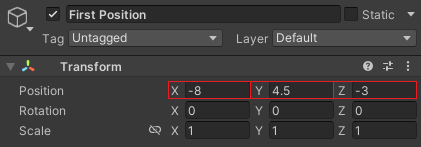 First Position Static
Tag Untagged Layer Default
Transform
Position X -8 Y 4.5 Z -3
Rotation X 0 Y 0 Z 0
Scale X 1 Y 1 Z 1